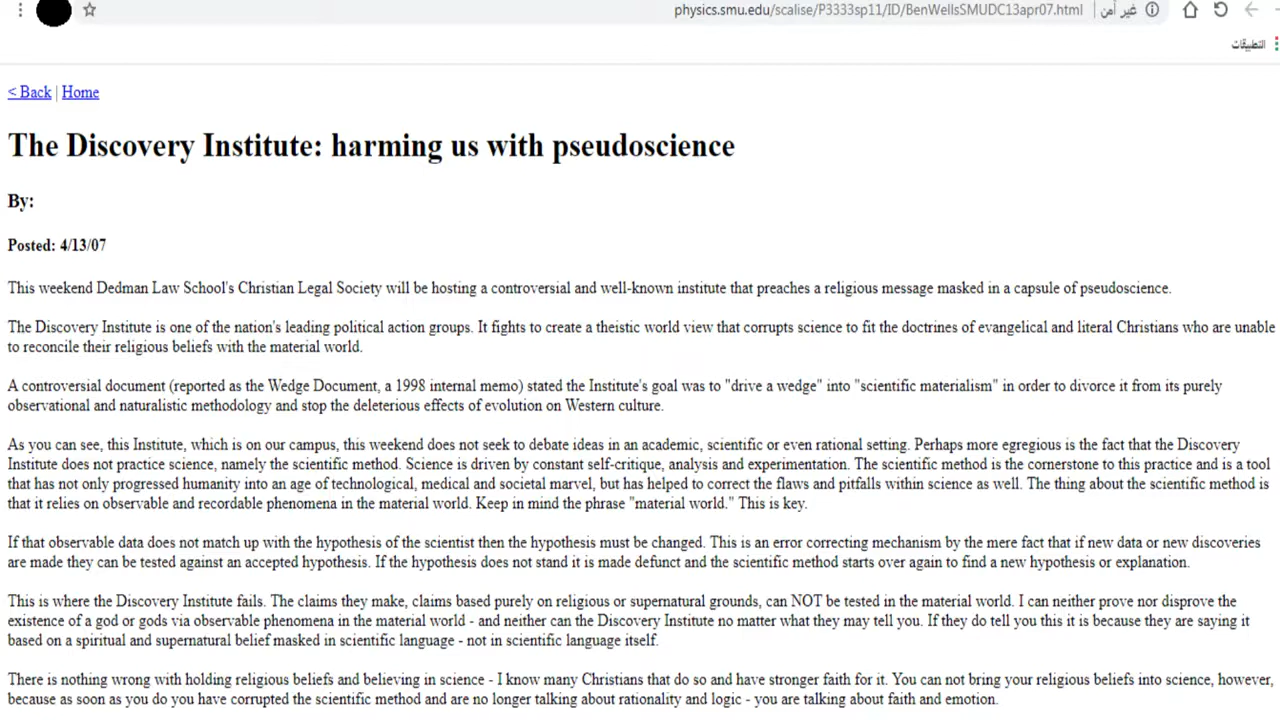 physics.smu.edu/scalise/P3333sp11/ID/BenWellsSMUDC13apr07.html | غير آمن
التطبيقات
< Back | Home
The Discovery Institute: harming us with pseudoscience
By:
Posted: 4/13/07
This weekend Dedman Law School's Christian Legal Society will be hosting a controversial and well-known institute that preaches a religious message masked in a capsule of pseudoscience.
The Discovery Institute is one of the nation's leading political action groups. It fights to create a theistic world view that corrupts science to fit the doctrines of evangelical and literal Christians who are unable
to reconcile their religious beliefs with the material world.
A controversial document (reported as the Wedge Document, a 1998 internal memo) stated the Institute's goal was to "drive a wedge" into "scientific materialism" in order to divorce it from its purely
observational and naturalistic methodology and stop the deleterious effects of evolution on Western culture.
As you can see, this Institute, which is on our campus, this weekend does not seek to debate ideas in an academic, scientific or even rational setting. Perhaps more egregious is the fact that the Discovery
Institute does not practice science, namely the scientific method. Science is driven by constant self-critique, analysis and experimentation. The scientific method is the cornerstone to this practice and is a tool
that has not only progressed humanity into an age of technological, medical and societal marvel, but has helped to correct the flaws and pitfalls within science as well. The thing about the scientific method is
that it relies on observable and recordable phenomena in the material world. Keep in mind the phrase "material world." This is key.
If that observable data does not match up with the hypothesis of the scientist then the hypothesis must be changed. This is an error correcting mechanism by the mere fact that if new data or new discoveries
are made they can be tested against an accepted hypothesis. If the hypothesis does not stand it is made defunct and the scientific method starts over again to find a new hypothesis or explanation.
This is where the Discovery Institute fails. The claims they make, claims based purely on religious or supernatural grounds, can NOT be tested in the material world. I can neither prove nor disprove the
existence of a god or gods via observable phenomena in the material world - and neither can the Discovery Institute no matter what they may tell you. If they do tell you this it is because they are saying it
based on a spiritual and supernatural belief masked in scientific language - not in scientific language itself.
There is nothing wrong with holding religious beliefs and believing in science - I know many Christians that do so and have stronger faith for it. You can not bring your religious beliefs into science, however,
because as soon as you do you have corrupted the scientific method and are no longer talking about rationality and logic - you are talking about faith and emotion.